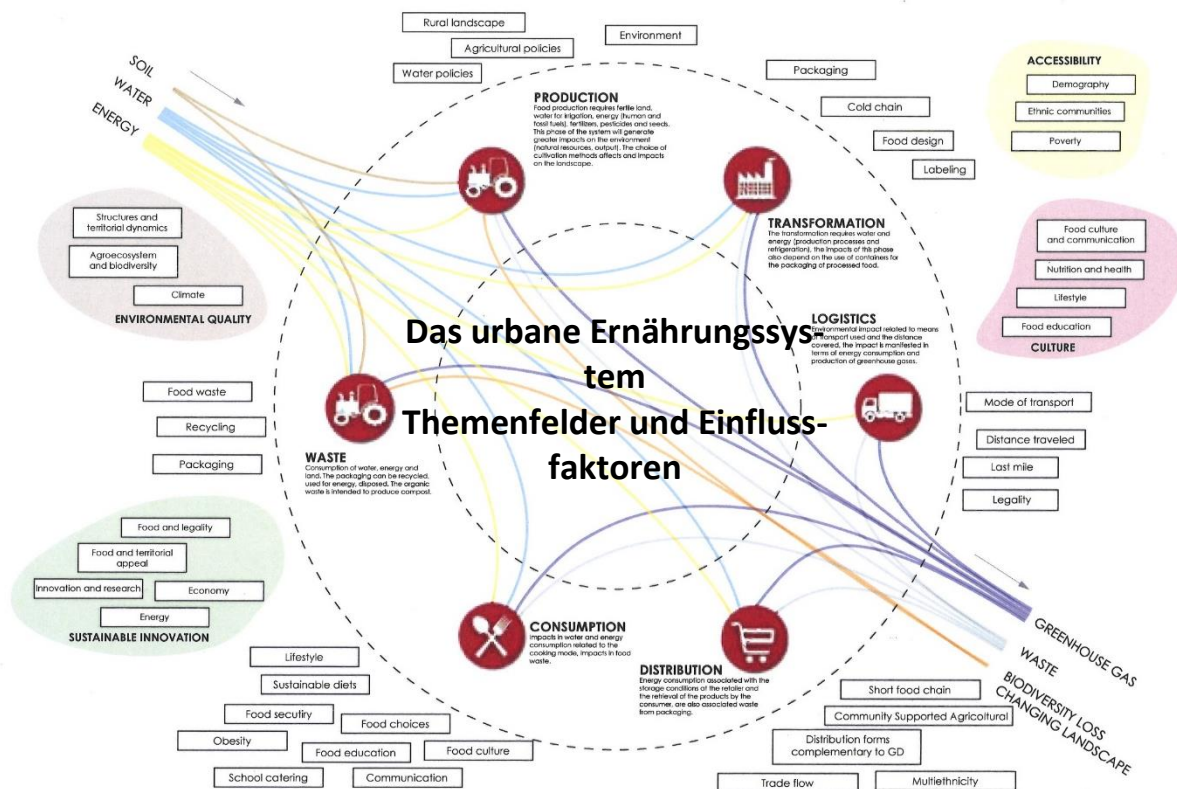 Rural landscape
Agricultural policies
Water policies
Environment
Packaging
Cold chain
Food design
Labeling
ACCESSIBILITY
Demography
Ethnic communities
Poverty
SOIL
WATER
ENERGY
PRODUCTION
Food production requires fertile land,
water for irrigation, energy (human and
fossil fuels), fertilizers, pesticides and seeds.
This phase of the system will generate
greater impacts on the environment
(natural resources, output). The choice of
cultivation methods affects and impacts
on the landscape.
TRANSFORMATION
The transformation requires water and
energy (production processes and
refrigeration), the impacts of this phase
also depend on the use of containers for
the packaging of processed food.
Structures and
territorial dynamics
Agroecosystem
and biodiversity
Climate
ENVIRONMENTAL QUALITY
Food culture
and communication
Nutrition and health
Lifestyle
Food education
CULTURE
LOGISTICS
Environmental impact related to means
of transport used and the distance
covered, the impact is manifested in
terms of energy consumption and
production of greenhouse gases.
Das urbane Ernährungssys-
tem
Themenfelder und Einfluss-
faktoren
Food waste
Recycling
Packaging
WASTE
Consumption of water, energy and
land. The packaging can be recycled,
used for energy, disposed. The organic
waste is intended to produce compost.
Mode of transport
Distance traveled
Last mile
Legality
Food and legality
Food and territorial
appeal
Innovation and research
Economy
Energy
SUSTAINABLE INNOVATION
CONSUMPTION
Impacts in water and energy
consumption related to the
cooking mode, impacts in food
waste.
DISTRIBUTION
Energy consumption associated with the
storage conditions at the retailer and
the retrieval of the products by the
consumer, are also associated waste
from packaging.
GREENHOUSE GAS
WASTE
BIODIVERSITY LOSS
CHANGING LANDSCAPE
Lifestyle
Sustainable diets
Food secutiry
Food choices
Obesity
Food education
Food culture
School catering
Communication
Short food chain
Community Supported Agricoltural
Distribution forms
complementary to GD
Trade flow
Multiethnicity